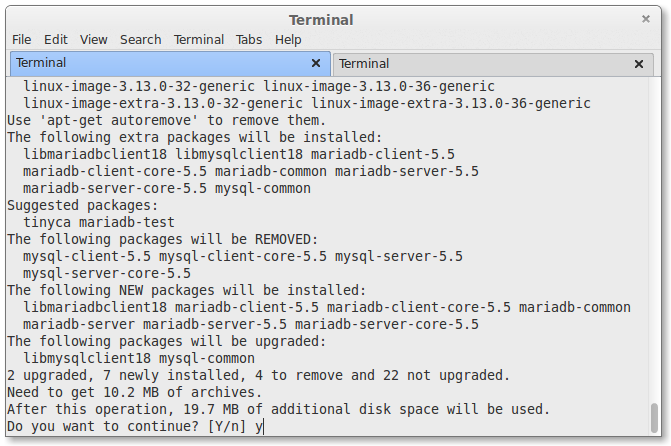 Terminal
File Edit View Search Terminal Tabs Help
Terminal Terminal
linux-image-3.13.0-32-generic linux-image-3.13.0-36-generic
linux-image-extra-3.13.0-32-generic linux-image-extra-3.13.0-36-generic
Use 'apt-get autoremove' to remove them.
The following extra packages will be installed:
libmariadbclient18 libmysqlclient18 mariadb-client-5.5
mariadb-client-core-5.5 mariadb-common mariadb-server-5.5
mariadb-server-core-5.5 mysql-common
Suggested packages:
tinyca mariadb-test
The following packages will be REMOVED:
mysql-client-5.5 mysql-client-core-5.5 mysql-server-5.5
mysql-server-core-5.5
The following NEW packages will be installed:
libmariadbclient18 mariadb-client-5.5 mariadb-client-core-5.5 mariadb-common
mariadb-server mariadb-server-5.5 mariadb-server-core-5.5
The following packages will be upgraded:
libmysqlclient18 mysql-common
2 upgraded, 7 newly installed, 4 to remove and 22 not upgraded.
Need to get 10.2 MB of archives.
After this operation, 19.7 MB of additional disk space will be used.
Do you want to continue? [Y/n] y